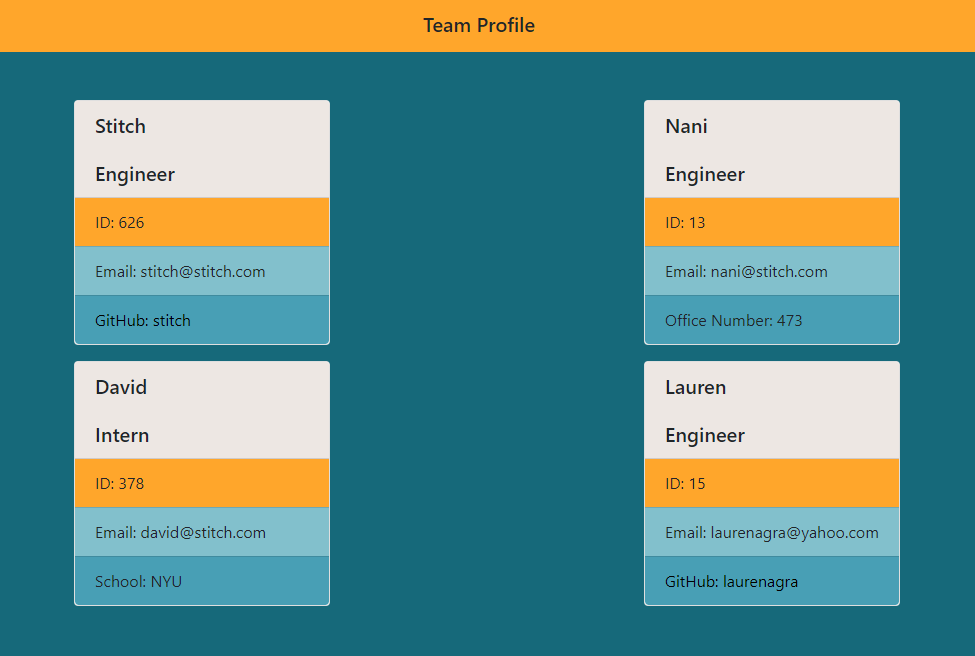 Team Profile
Stitch
Engineer
ID: 626
Email: stitch@stitch.com
GitHub: stitch
Nani
Engineer
ID: 13
Email: nani@stitch.com
Office Number: 473
David
Intern
ID: 378
Email: david@stitch.com
School: NYU
Lauren
Engineer
ID: 15
Email: laurenagra@yahoo.com
GitHub: laurenagra